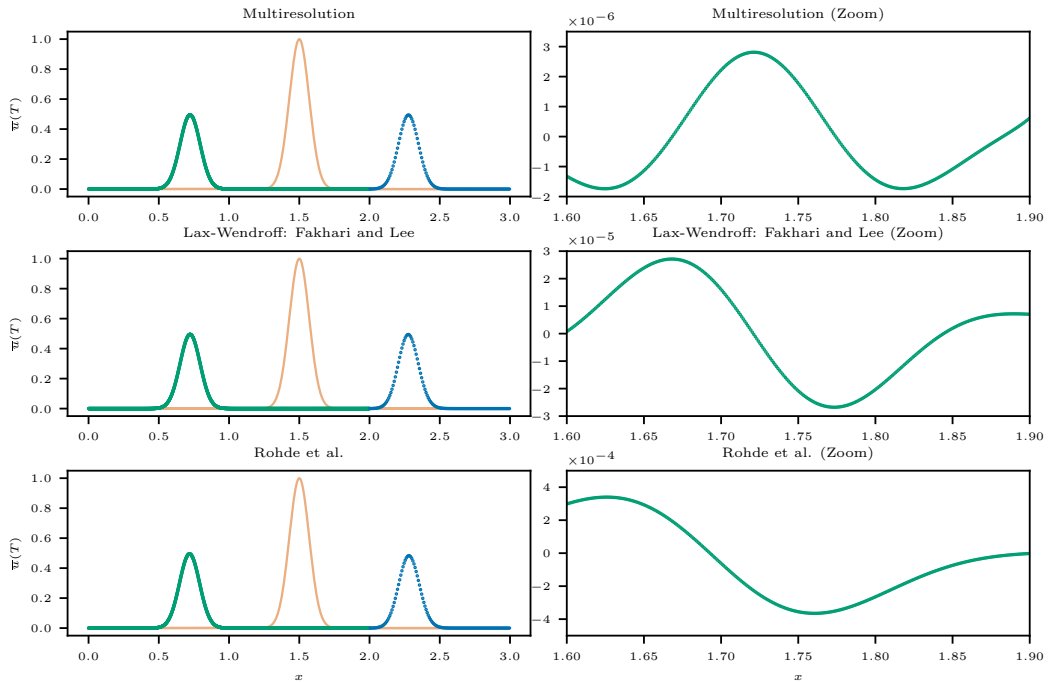 Multiresolution
1.0
0.8
0.6
0.4
0.2
0.0
u̅(T)
0.0 0.5 1.0 1.5 2.0 2.5 3.0
Multiresolution (Zoom)
×10⁻⁶
3
2
1
0
−1
−2
1.60 1.65 1.70 1.75 1.80 1.85 1.90
Lax-Wendroff: Fakhari and Lee
1.0
0.8
0.6
0.4
0.2
0.0
u̅(T)
0.0 0.5 1.0 1.5 2.0 2.5 3.0
Lax-Wendroff: Fakhari and Lee (Zoom)
×10⁻⁵
3
2
1
0
−1
−2
−3
1.60 1.65 1.70 1.75 1.80 1.85 1.90
Rohde et al.
1.0
0.8
0.6
0.4
0.2
0.0
u̅(T)
0.0 0.5 1.0 1.5 2.0 2.5 3.0
x
Rohde et al. (Zoom)
×10⁻⁴
4
2
0
−2
−4
1.60 1.65 1.70 1.75 1.80 1.85 1.90
x